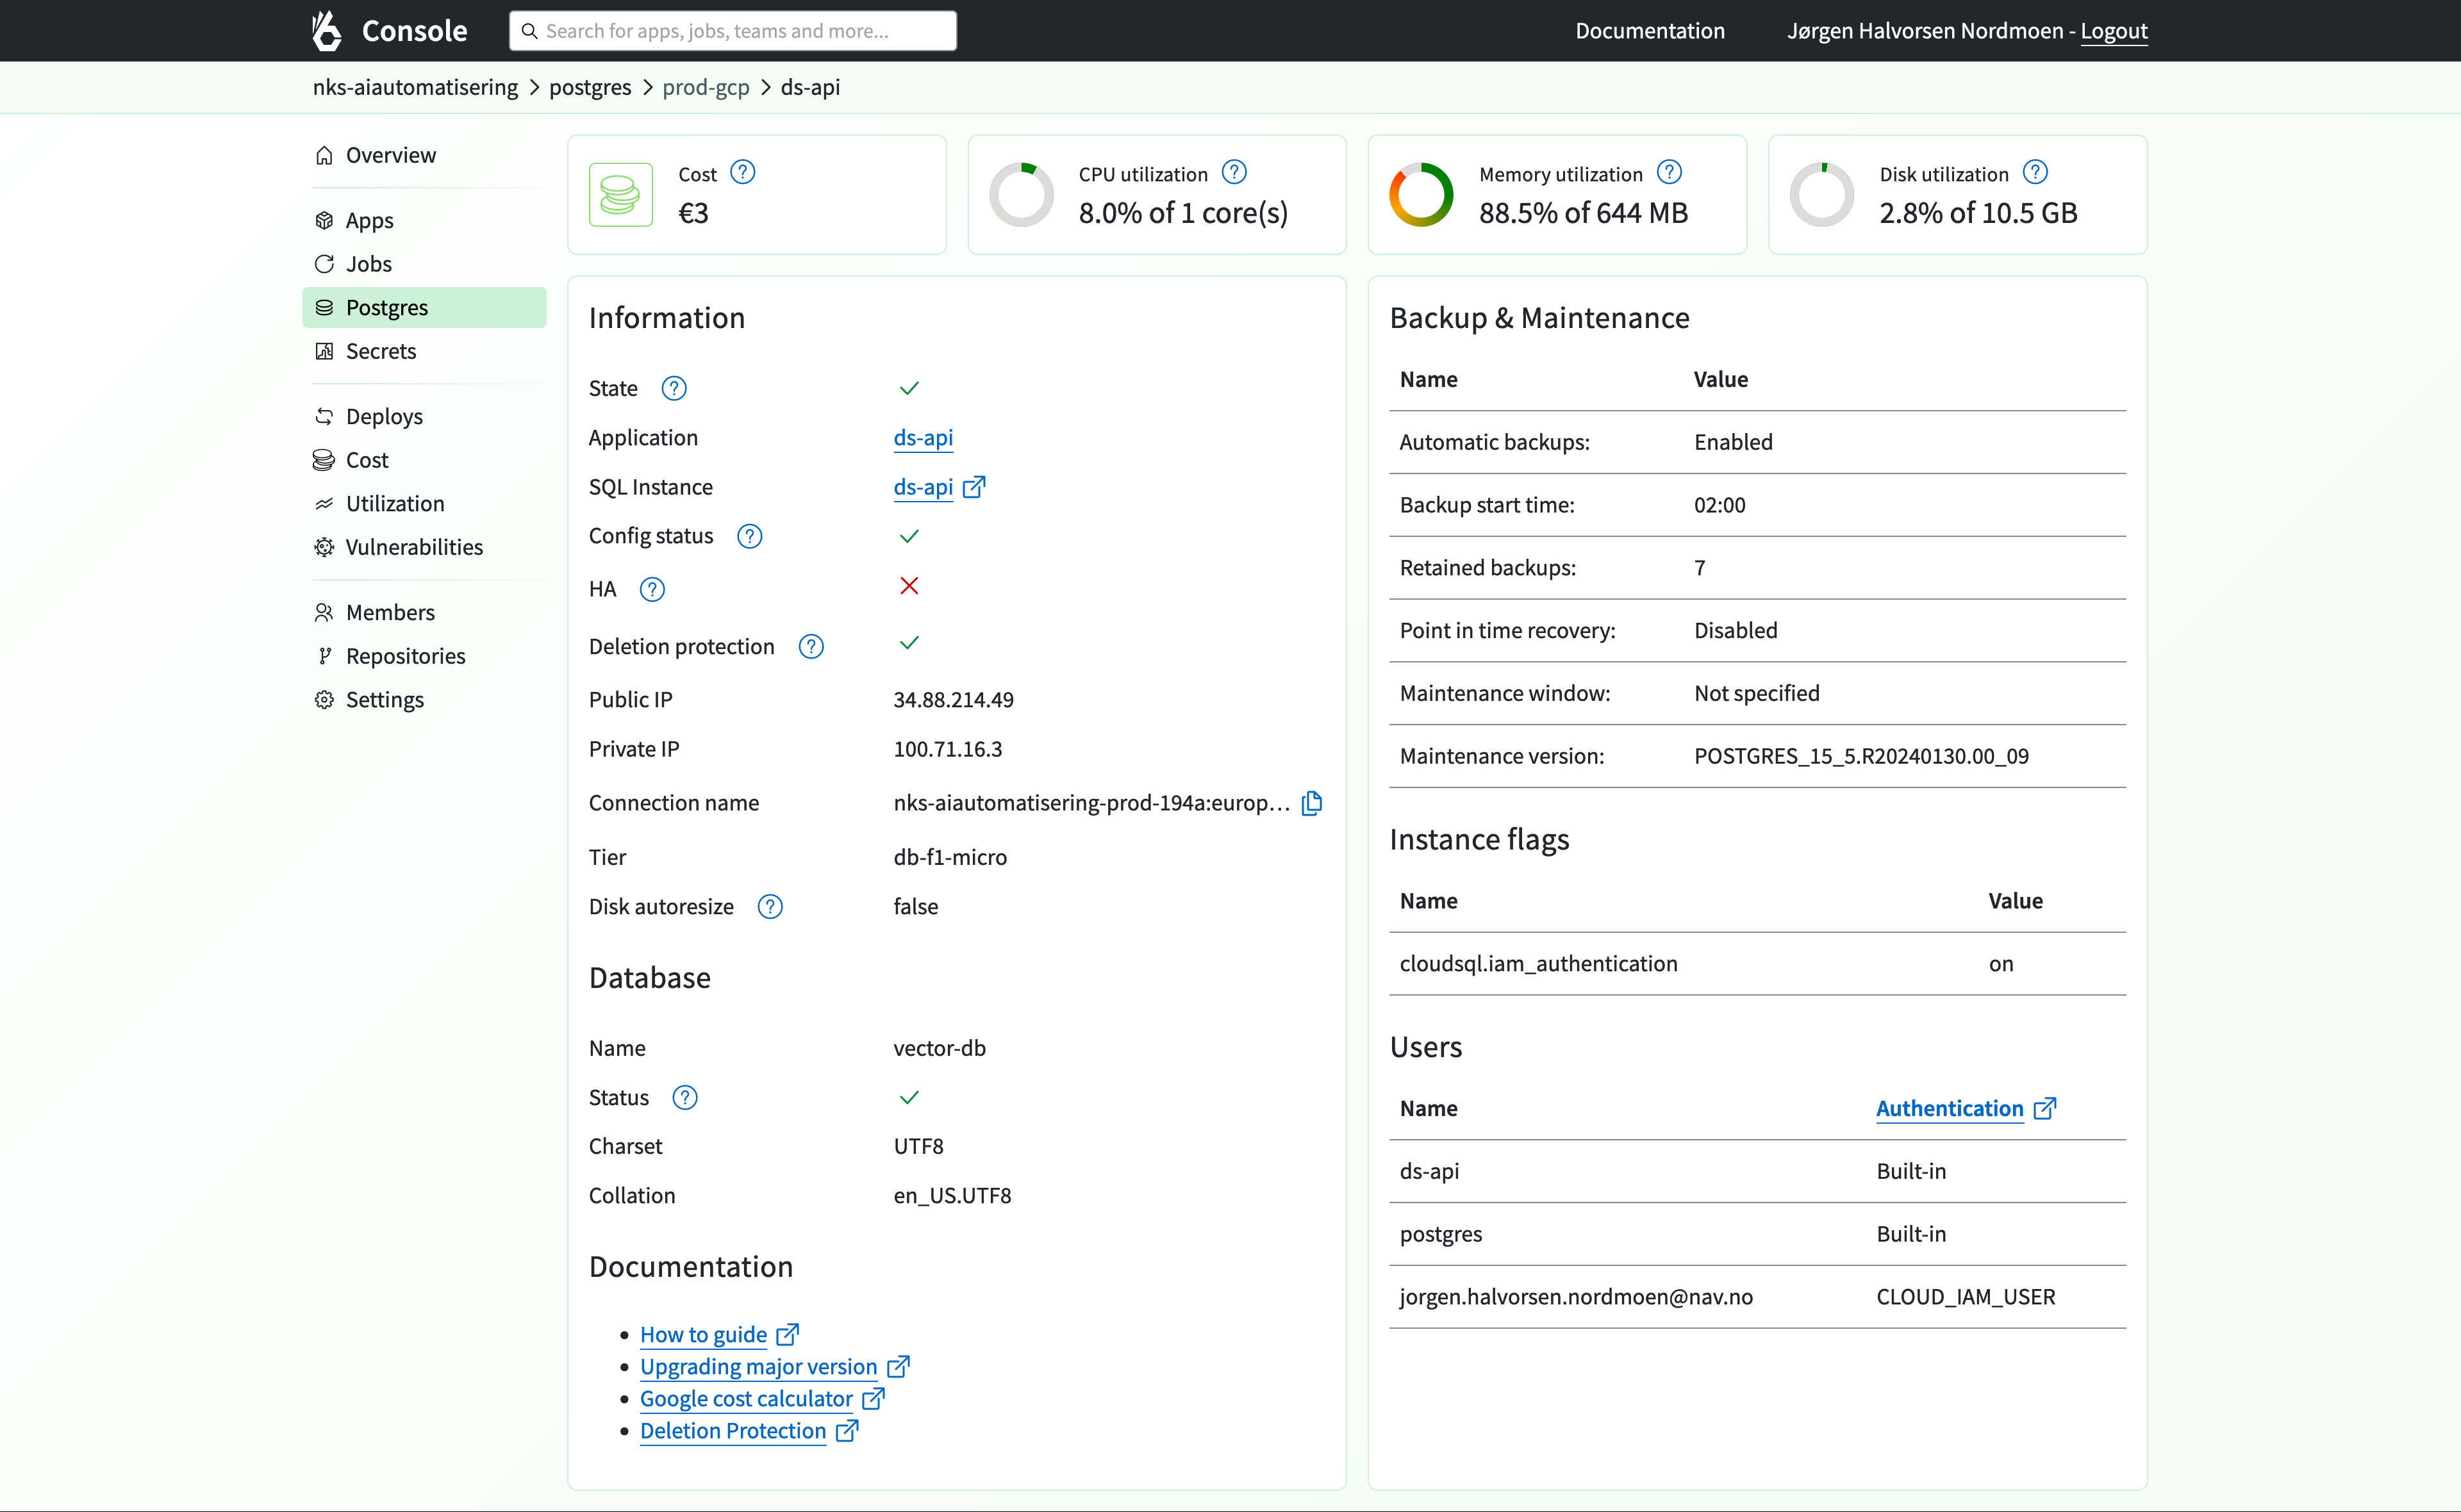 Console
Search for apps, jobs, teams and more...
Documentation
Jørgen Halvorsen Nordmoen - Logout
nks-aiautomatisering > postgres > prod-gcp > ds-api
Overview
Apps
Jobs
Postgres
Secrets
Deploys
Cost
Utilization
Vulnerabilities
Members
Repositories
Settings
Cost
€3
CPU utilization
8.0% of 1 core(s)
Memory utilization
88.5% of 644 MB
Disk utilization
2.8% of 10.5 GB
Information
State
Application ds-api
SQL Instance ds-api
Config status
HA
Deletion protection
Public IP 34.88.214.49
Private IP 100.71.16.3
Connection name nks-aiautomatisering-prod-194a:europ...
Tier db-f1-micro
Disk autoresize false
Database
Name vector-db
Status
Charset UTF8
Collation en_US.UTF8
Documentation
How to guide
Upgrading major version
Google cost calculator
Deletion Protection
Backup & Maintenance
Name Value
Automatic backups: Enabled
Backup start time: 02:00
Retained backups: 7
Point in time recovery: Disabled
Maintenance window: Not specified
Maintenance version: POSTGRES_15_5.R20240130.00_09
Instance flags
Name Value
cloudsql.iam_authentication on
Users
Name Authentication
ds-api Built-in
postgres Built-in
jorgen.halvorsen.nordmoen@nav.no CLOUD_IAM_USER